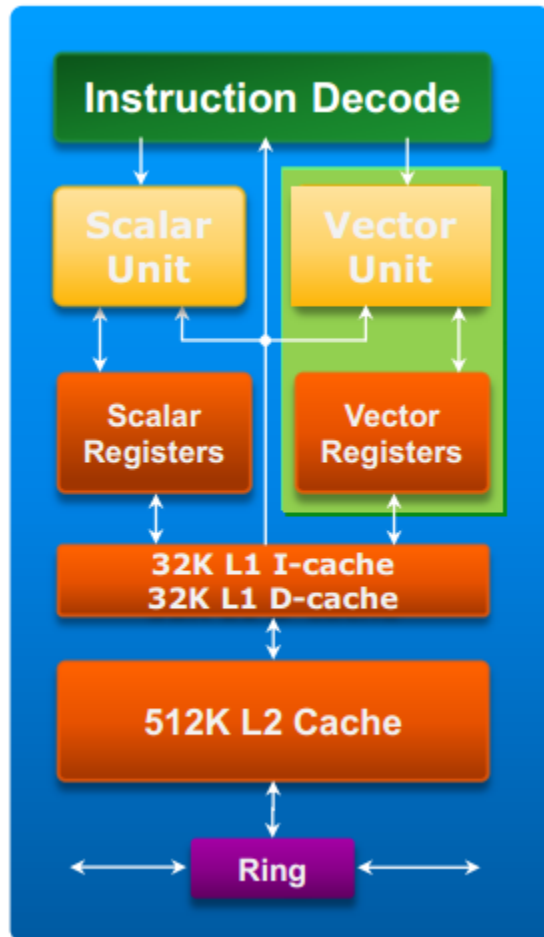 Instruction Decode
Scalar
Unit
Vector
Unit
Scalar
Registers
Vector
Registers
32K L1 I-cache
32K L1 D-cache
512K L2 Cache
Ring